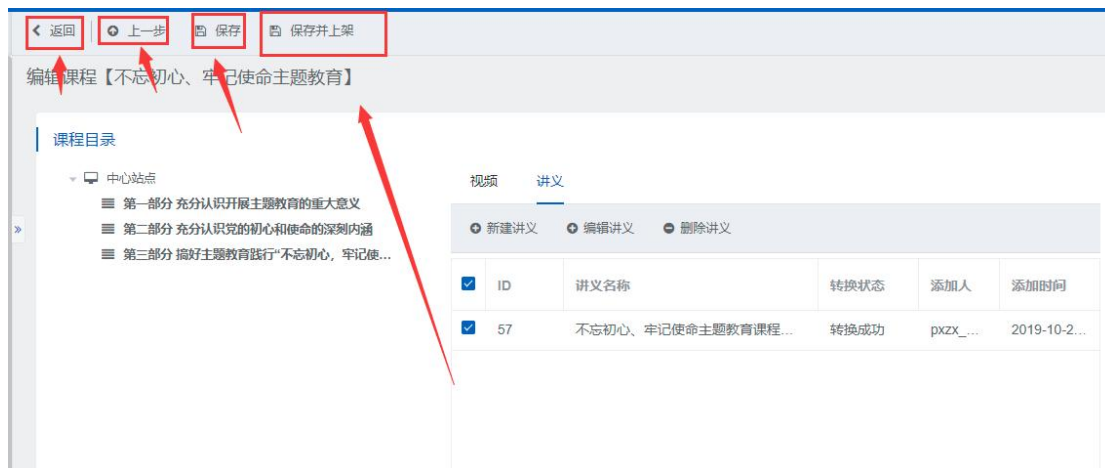 返回 上一步 保存 保存并上架
编辑课程【不忘初心、牢记使命主题教育】
课程目录
中心站点
第一部分 充分认识开展主题教育的重大意义
第二部分 充分认识党的初心和使命的深刻内涵
第三部分 搞好主题教育践行“不忘初心，牢记使...
视频 讲义
新建讲义 编辑讲义 删除讲义
ID 讲义名称 转换状态 添加人 添加时间
57 不忘初心、牢记使命主题教育课程... 转换成功 pxzx_... 2019-10-2...